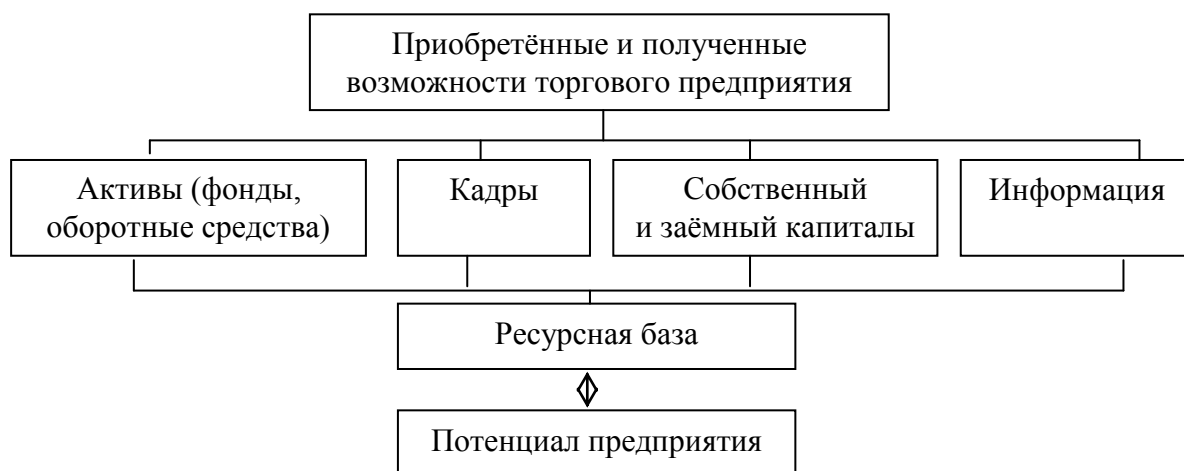 Приобретённые и полученные
возможности торгового предприятия
Активы (фонды,
оборотные средства)
Кадры
Собственный
и заёмный капиталы
Информация
Ресурсная база
Потенциал предприятия